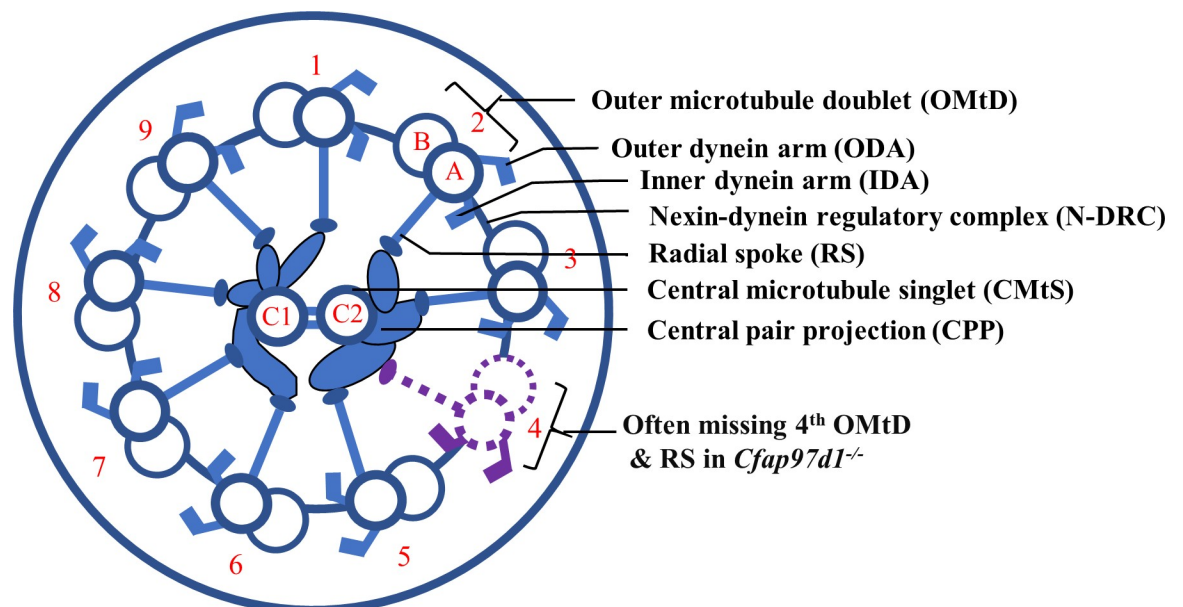 1
2
Outer microtubule doublet (OMtD)
9
B
Outer dynein arm (ODA)
A
Inner dynein arm (IDA)
Nexin-dynein regulatory complex (N-DRC)
Radial spoke (RS)
3
8
Central microtubule singlet (CMtS)
C1
C2
Central pair projection (CPP)
4
Often missing 4th OMtD
& RS in Cfap97d1-/-
7
6
5